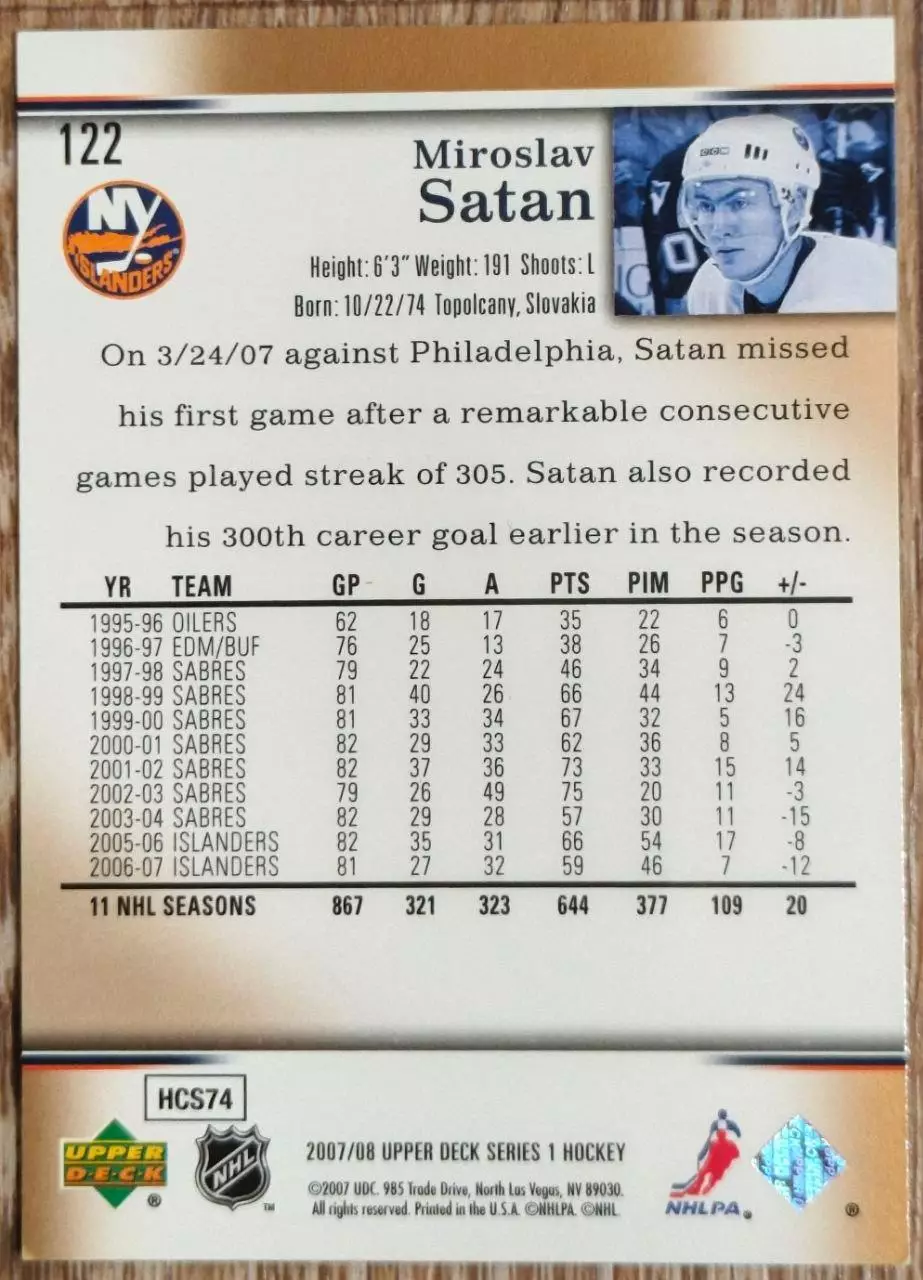 122
Miroslav
Satan
NY
ISLANDERS
CCM
Height: 6'3" Weight: 191 Shoots: L
Born: 10/22/74 Topolcany, Slovakia
On 3/24/07 against Philadelphia, Satan missed
his first game after a remarkable consecutive
games played streak of 305. Satan also recorded
his 300th career goal earlier in the season.
YR TEAM GP G A PTS PIM PPG +/-
1995-96 OILERS 62 18 17 35 22 6 0
1996-97 EDM/BUF 76 25 13 38 26 7 -3
1997-98 SABRES 79 22 24 46 34 9 2
1998-99 SABRES 81 40 26 66 44 13 24
1999-00 SABRES 81 33 34 67 32 5 16
2000-01 SABRES 82 29 33 62 36 8 5
2001-02 SABRES 82 37 36 73 33 15 14
2002-03 SABRES 79 26 49 75 20 11 -3
2003-04 SABRES 82 29 28 57 30 11 -15
2005-06 ISLANDERS 82 35 31 66 54 17 -8
2006-07 ISLANDERS 81 27 32 59 46 7 -12
11 NHL SEASONS 867 321 323 644 377 109 20
HCS74
UPPER
DECK
®
NHL
TM
2007/08 UPPER DECK SERIES 1 HOCKEY
©2007 UDC. 985 Trade Drive, North Las Vegas, NV 89030.
All rights reserved. Printed in the U.S.A. ©NHLPA. ©NHL.
NHLPA®
®